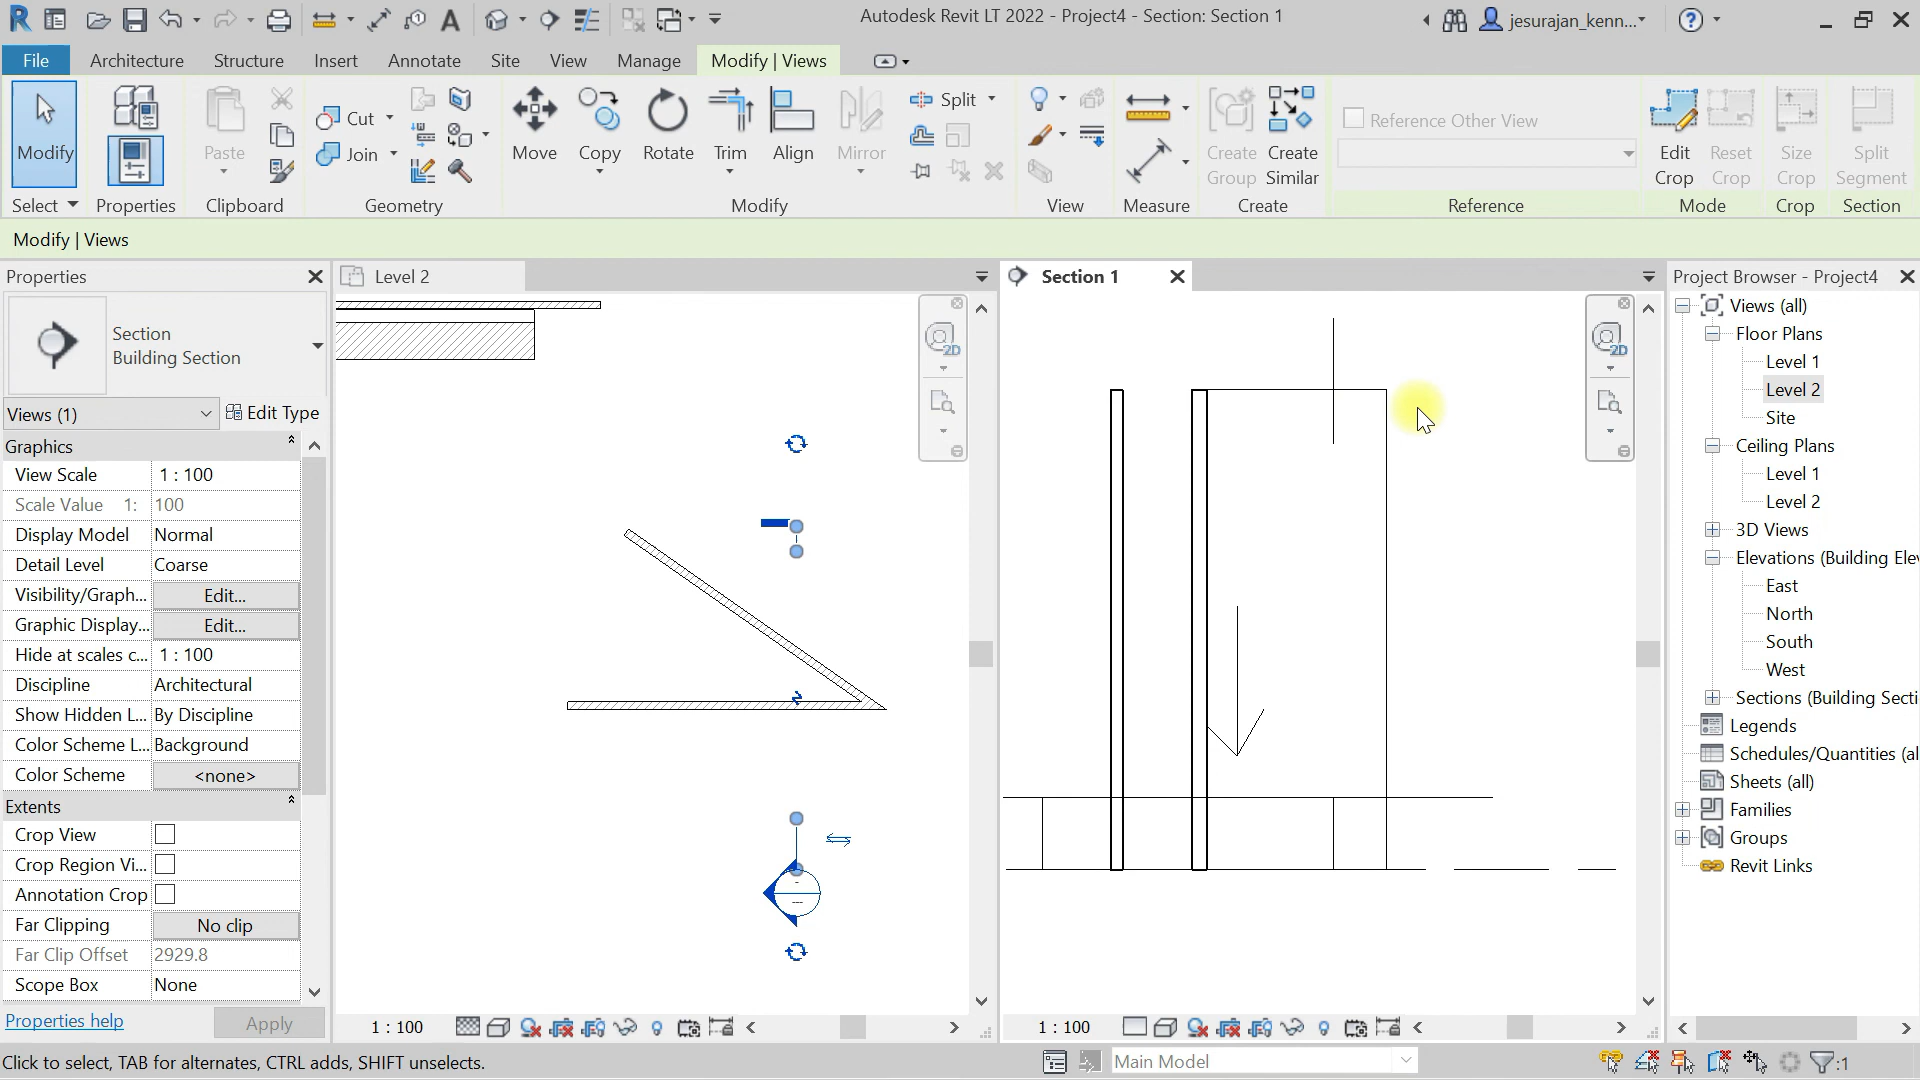 Autodesk Revit LT 2022 - Project4 - Section: Section 1
jesurajan_kenn...
File Architecture Structure Insert Annotate Site View Manage Modify | Views
Modify
Paste
Cut
Join
Move Copy Rotate Trim Align Mirror
Split
Create Group
Create Similar
Reference Other View
Edit Crop
Reset Crop
Size Crop
Split Segment
Select Properties Clipboard Geometry Modify View Measure Create Reference Mode Crop Section
Modify | Views
Properties
Section
Building Section
Views (1) Edit Type
Graphics
View Scale 1 : 100
Scale Value 1: 100
Display Model Normal
Detail Level Coarse
Visibility/Graph... Edit...
Graphic Display... Edit...
Hide at scales c... 1 : 100
Discipline Architectural
Show Hidden L... By Discipline
Color Scheme L... Background
Color Scheme <none>
Extents
Crop View
Crop Region Vi...
Annotation Crop
Far Clipping No clip
Far Clip Offset 2929.8
Scope Box None
Properties help Apply
Level 2
2D
1 : 100
Section 1
2D
1 : 100
Project Browser - Project4
Views (all)
Floor Plans
Level 1
Level 2
Site
Ceiling Plans
Level 1
Level 2
3D Views
Elevations (Building Ele
East
North
South
West
Sections (Building Secti
Legends
Schedules/Quantities (al
Sheets (all)
Families
Groups
Revit Links
Click to select, TAB for alternates, CTRL adds, SHIFT unselects.
Main Model
:1